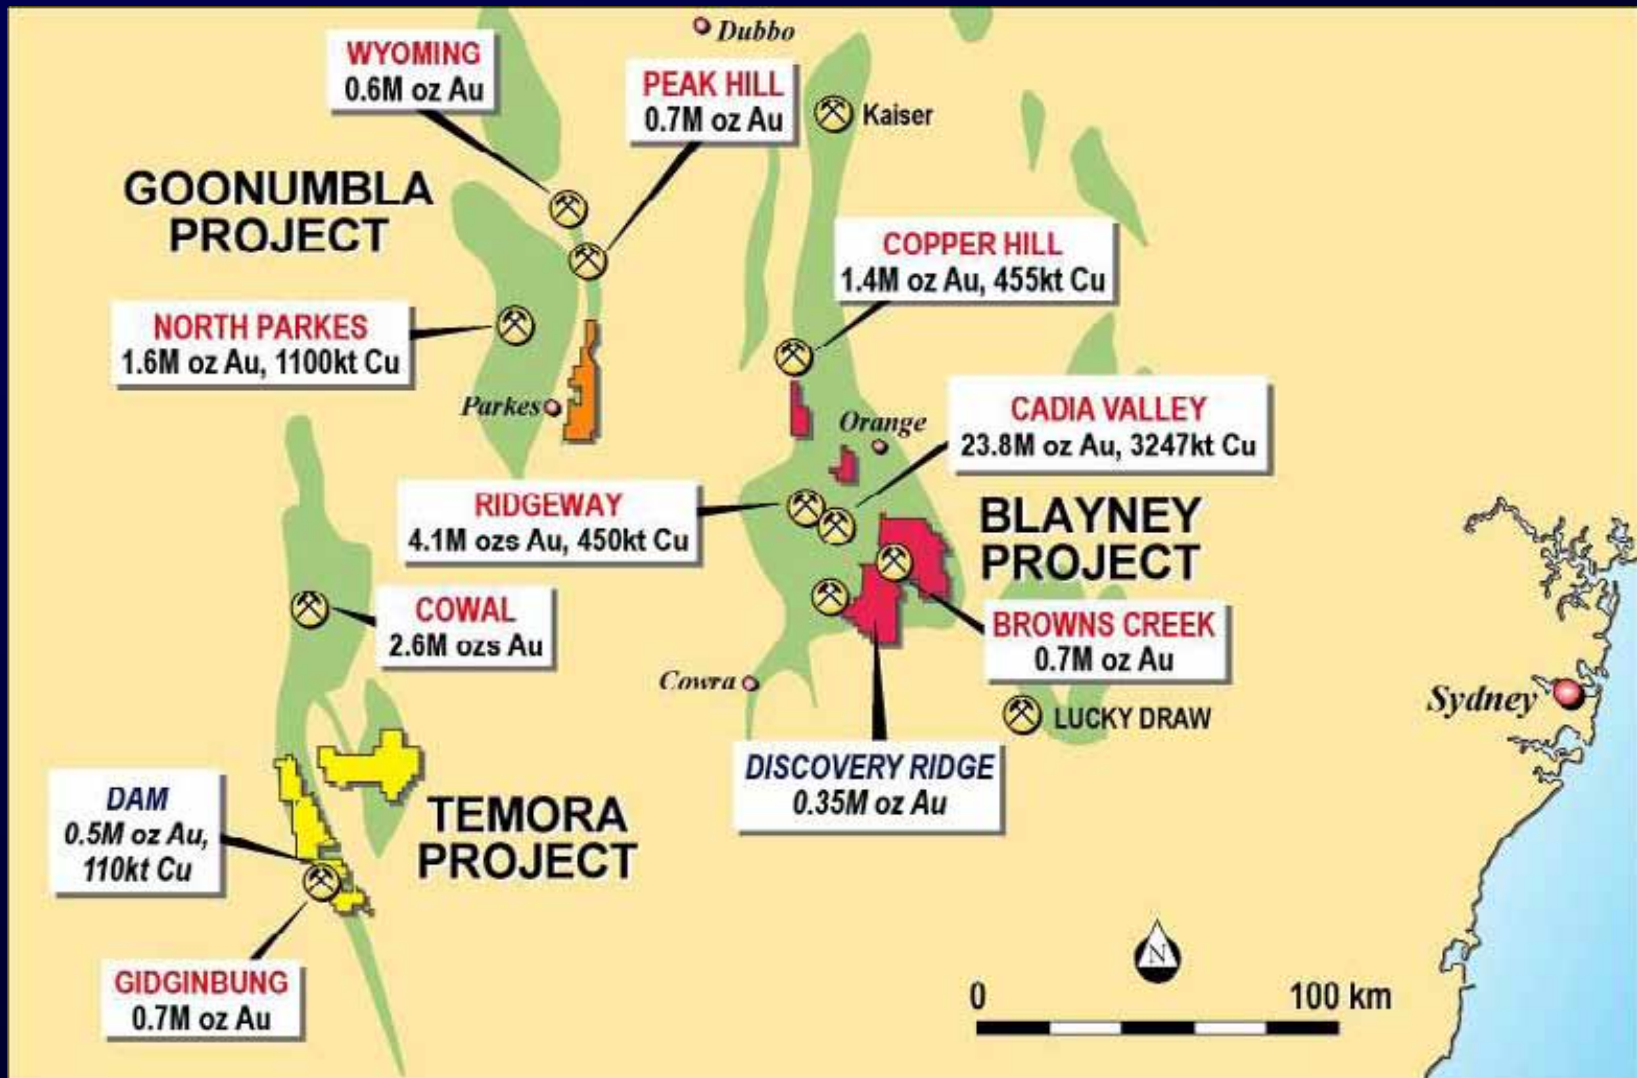 Dubbo
WYOMING
0.6M oz Au
PEAK HILL
0.7M oz Au
Kaiser
GOONUMBLA
PROJECT
COPPER HILL
1.4M oz Au, 455kt Cu
NORTH PARKES
1.6M oz Au, 1100kt Cu
Parkes
Orange
CADIA VALLEY
23.8M oz Au, 3247kt Cu
RIDGEWAY
4.1M ozs Au, 450kt Cu
BLAYNEY
PROJECT
COWAL
2.6M ozs Au
BROWNS CREEK
0.7M oz Au
Cowra
Sydney
LUCKY DRAW
DISCOVERY RIDGE
0.35M oz Au
DAM
0.5M oz Au,
110kt Cu
TEMORA
PROJECT
GIDGINBUNG
0.7M oz Au
N
0 100 km